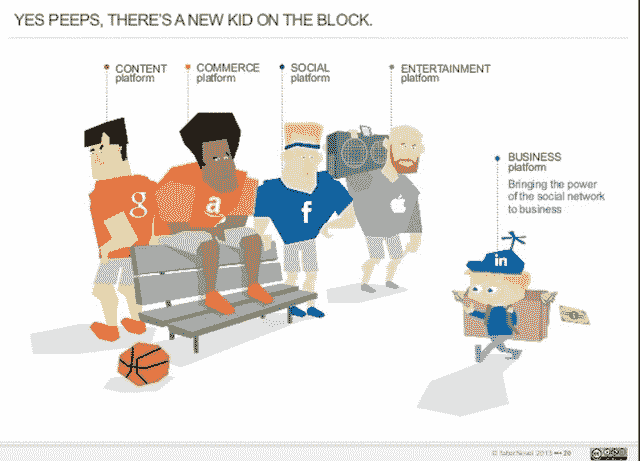 YES PEEPS, THERE'S A NEW KID ON THE BLOCK.
CONTENT
platform
COMMERCE
platform
SOCIAL
platform
ENTERTAINMENT
platform
BUSINESS
platform
Bringing the power
of the social network
to business
g
a
f
in
20